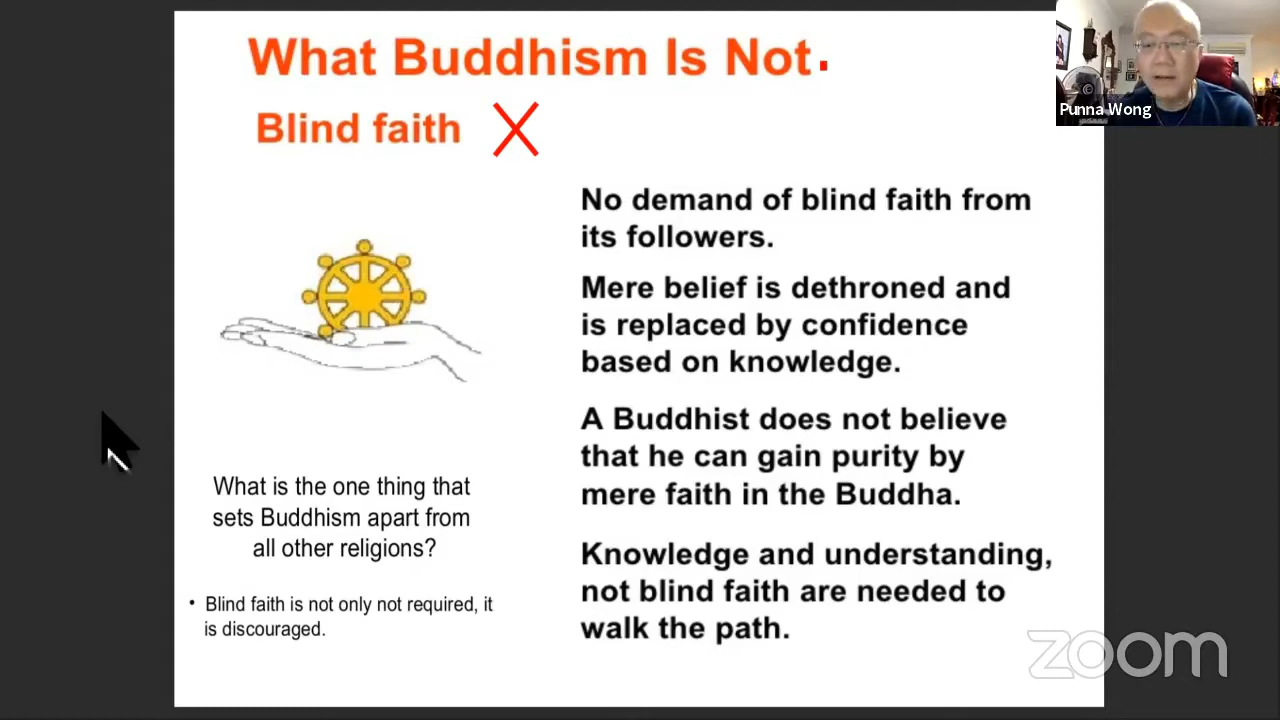 What Buddhism Is Not.
Blind faith
No demand of blind faith from
its followers.
Mere belief is dethroned and
is replaced by confidence
based on knowledge.
A Buddhist does not believe
that he can gain purity by
mere faith in the Buddha.
Knowledge and understanding,
not blind faith are needed to
walk the path.
What is the one thing that
sets Buddhism apart from
all other religions?
• Blind faith is not only not required, it
is discouraged.
Punna Wong
zoom